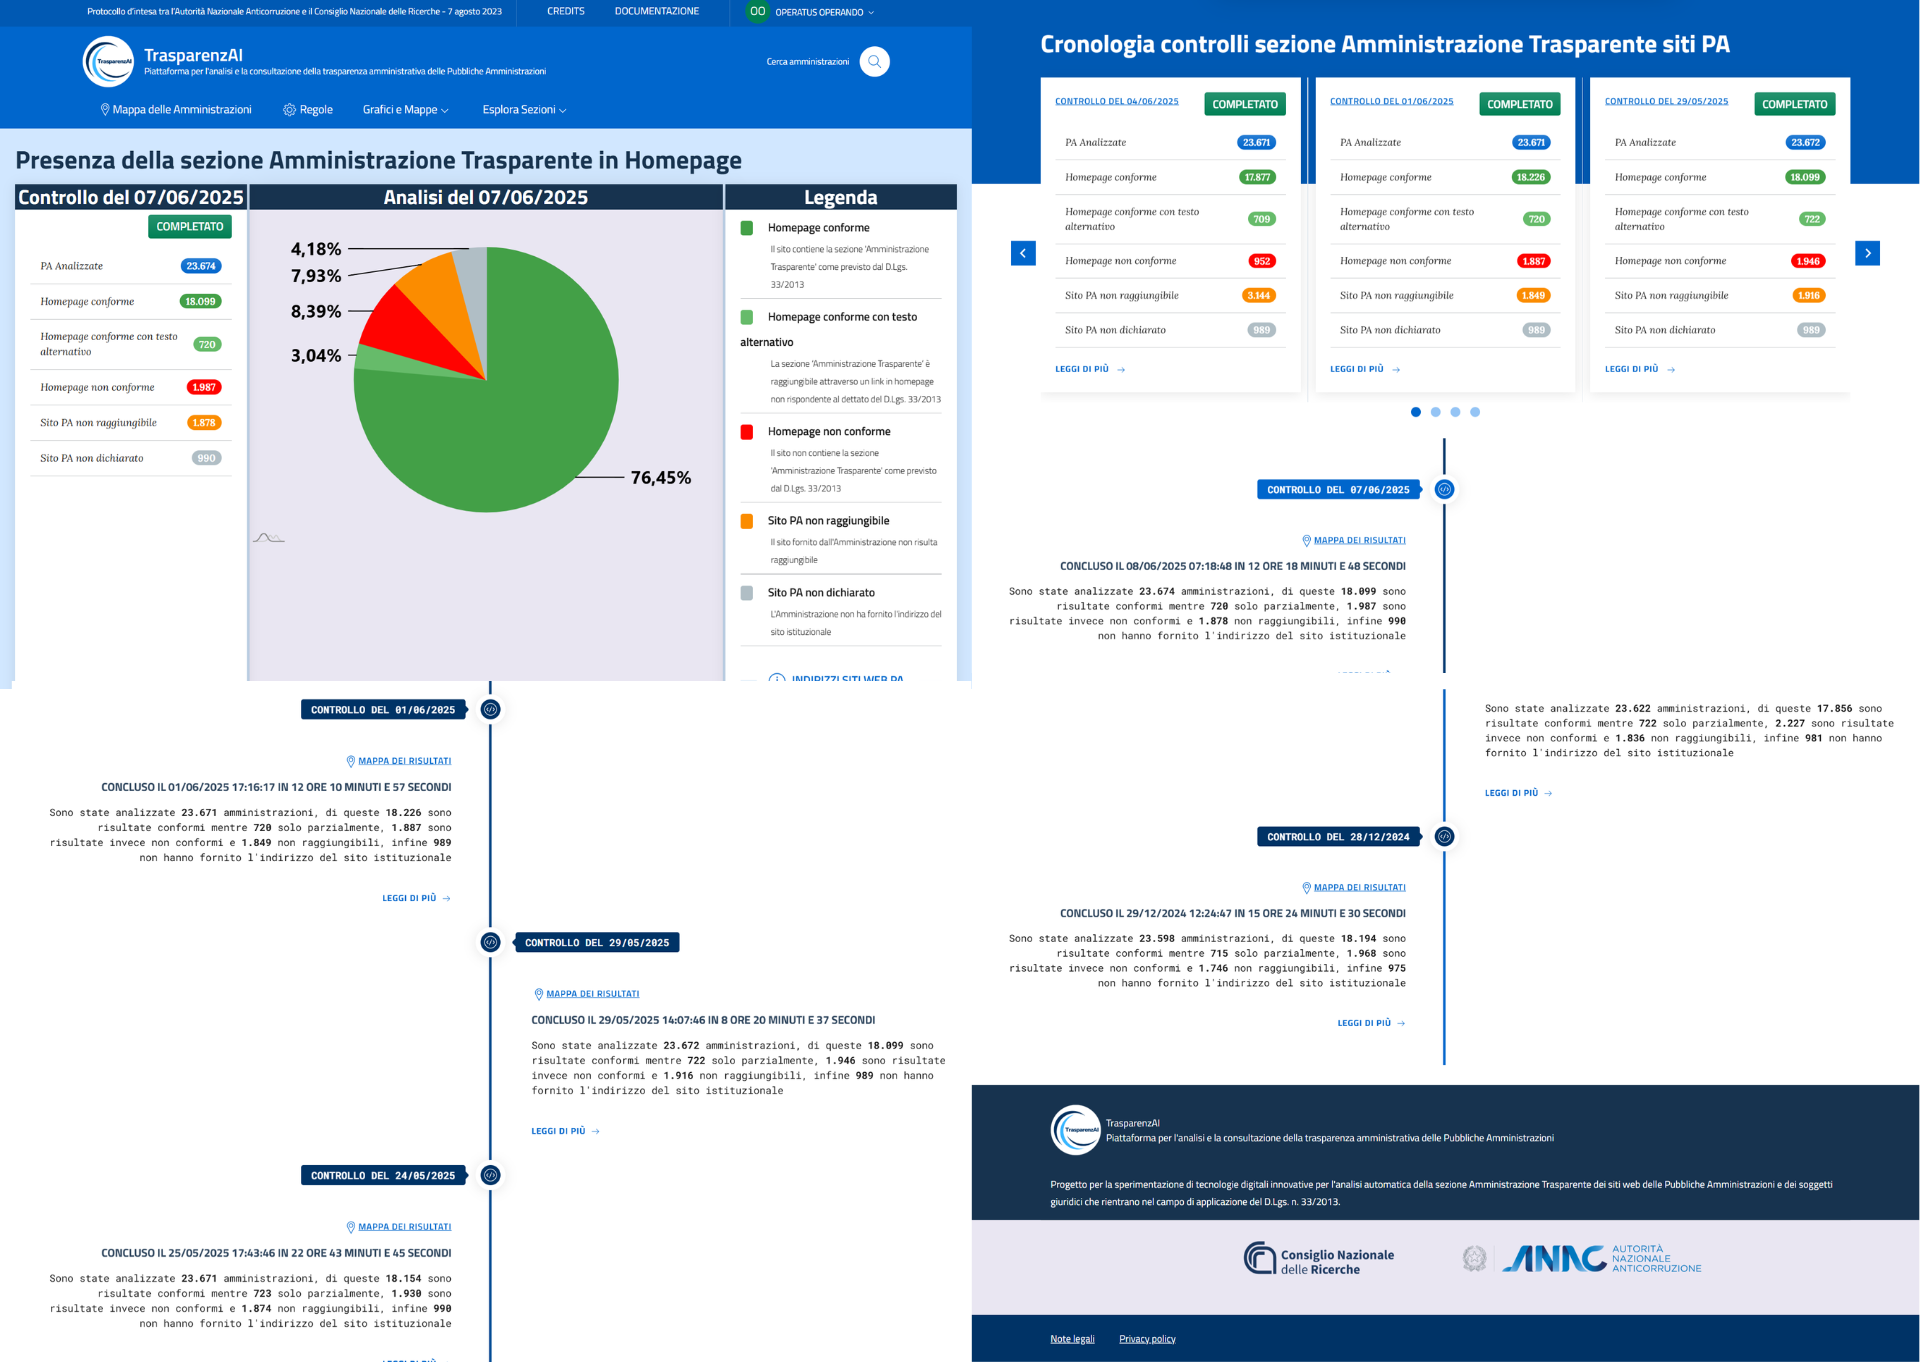 Protocollo d'intesa tra l'Autorità Nazionale Anticorruzione e il Consiglio Nazionale delle Ricerche - 7 agosto 2023
CREDITS
DOCUMENTAZIONE
OO
OPERATUS OPERANDO
TrasparenzAI
TrasparenzAI
Piattaforma per l'analisi e la consultazione della trasparenza amministrativa delle Pubbliche Amministrazioni
Cerca amministrazioni
Mappa delle Amministrazioni
Regole
Grafici e Mappe
Esplora Sezioni
Presenza della sezione Amministrazione Trasparente in Homepage
Controllo del 07/06/2025
COMPLETATO
PA Analizzate 23.674
Homepage conforme 18.099
Homepage conforme con testo
alternativo 720
Homepage non conforme 1.987
Sito PA non raggiungibile 1.878
Sito PA non dichiarato 990
Analisi del 07/06/2025
4,18%
7,93%
8,39%
3,04%
76,45%
Legenda
Homepage conforme
Il sito contiene la sezione 'Amministrazione
Trasparente' come previsto dal D.Lgs.
33/2013
Homepage conforme con testo
alternativo
La sezione 'Amministrazione Trasparente' è
raggiungibile attraverso un link in homepage
non rispondente al dettato del D.Lgs. 33/2013
Homepage non conforme
Il sito non contiene la sezione
'Amministrazione Trasparente' come previsto
dal D.Lgs. 33/2013
Sito PA non raggiungibile
Il sito fornito dall'Amministrazione non risulta
raggiungibile
Sito PA non dichiarato
L'Amministrazione non ha fornito l'indirizzo del
sito istituzionale
INDIRIZZI SITI WEB PA
Cronologia controlli sezione Amministrazione Trasparente siti PA
CONTROLLO DEL 04/06/2025
COMPLETATO
PA Analizzate 23.671
Homepage conforme 17.877
Homepage conforme con testo
alternativo 709
Homepage non conforme 952
Sito PA non raggiungibile 3.144
Sito PA non dichiarato 989
LEGGI DI PIÙ
CONTROLLO DEL 01/06/2025
COMPLETATO
PA Analizzate 23.671
Homepage conforme 18.226
Homepage conforme con testo
alternativo 720
Homepage non conforme 1.887
Sito PA non raggiungibile 1.849
Sito PA non dichiarato 989
LEGGI DI PIÙ
CONTROLLO DEL 29/05/2025
COMPLETATO
PA Analizzate 23.672
Homepage conforme 18.099
Homepage conforme con testo
alternativo 722
Homepage non conforme 1.946
Sito PA non raggiungibile 1.916
Sito PA non dichiarato 989
LEGGI DI PIÙ
CONTROLLO DEL 07/06/2025
MAPPA DEI RISULTATI
CONCLUSO IL 08/06/2025 07:18:48 IN 12 ORE 18 MINUTI E 48 SECONDI
Sono state analizzate 23.674 amministrazioni, di queste 18.099 sono
risultate conformi mentre 720 solo parzialmente, 1.987 sono
risultate invece non conformi e 1.878 non raggiungibili, infine 990
non hanno fornito l'indirizzo del sito istituzionale
CONTROLLO DEL 01/06/2025
MAPPA DEI RISULTATI
CONCLUSO IL 01/06/2025 17:16:17 IN 12 ORE 10 MINUTI E 57 SECONDI
Sono state analizzate 23.671 amministrazioni, di queste 18.226 sono
risultate conformi mentre 720 solo parzialmente, 1.887 sono
risultate invece non conformi e 1.849 non raggiungibili, infine 989
non hanno fornito l'indirizzo del sito istituzionale
LEGGI DI PIÙ
CONTROLLO DEL 29/05/2025
MAPPA DEI RISULTATI
CONCLUSO IL 29/05/2025 14:07:46 IN 8 ORE 20 MINUTI E 37 SECONDI
Sono state analizzate 23.672 amministrazioni, di queste 18.099 sono
risultate conformi mentre 722 solo parzialmente, 1.946 sono risultate
invece non conformi e 1.916 non raggiungibili, infine 989 non hanno
fornito l'indirizzo del sito istituzionale
LEGGI DI PIÙ
CONTROLLO DEL 24/05/2025
MAPPA DEI RISULTATI
CONCLUSO IL 25/05/2025 17:43:46 IN 22 ORE 43 MINUTI E 45 SECONDI
Sono state analizzate 23.671 amministrazioni, di queste 18.154 sono
risultate conformi mentre 723 solo parzialmente, 1.930 sono
risultate invece non conformi e 1.874 non raggiungibili, infine 990
non hanno fornito l'indirizzo del sito istituzionale
Sono state analizzate 23.622 amministrazioni, di queste 17.856 sono
risultate conformi mentre 722 solo parzialmente, 2.227 sono risultate
invece non conformi e 1.836 non raggiungibili, infine 981 non hanno
fornito l'indirizzo del sito istituzionale
LEGGI DI PIÙ
CONTROLLO DEL 28/12/2024
MAPPA DEI RISULTATI
CONCLUSO IL 29/12/2024 12:24:47 IN 15 ORE 24 MINUTI E 30 SECONDI
Sono state analizzate 23.598 amministrazioni, di queste 18.194 sono
risultate conformi mentre 715 solo parzialmente, 1.968 sono
risultate invece non conformi e 1.746 non raggiungibili, infine 975
non hanno fornito l'indirizzo del sito istituzionale
LEGGI DI PIÙ
TrasparenzAI
TrasparenzAI
Piattaforma per l'analisi e la consultazione della trasparenza amministrativa delle Pubbliche Amministrazioni
Progetto per la sperimentazione di tecnologie digitali innovative per l'analisi automatica della sezione Amministrazione Trasparente dei siti web delle Pubbliche Amministrazioni e dei soggetti
giuridici che rientrano nel campo di applicazione del D.Lgs. n. 33/2013.
Consiglio Nazionale
delle Ricerche
ANAC
AUTORITÀ
NAZIONALE
ANTICORRUZIONE
Note legali
Privacy policy